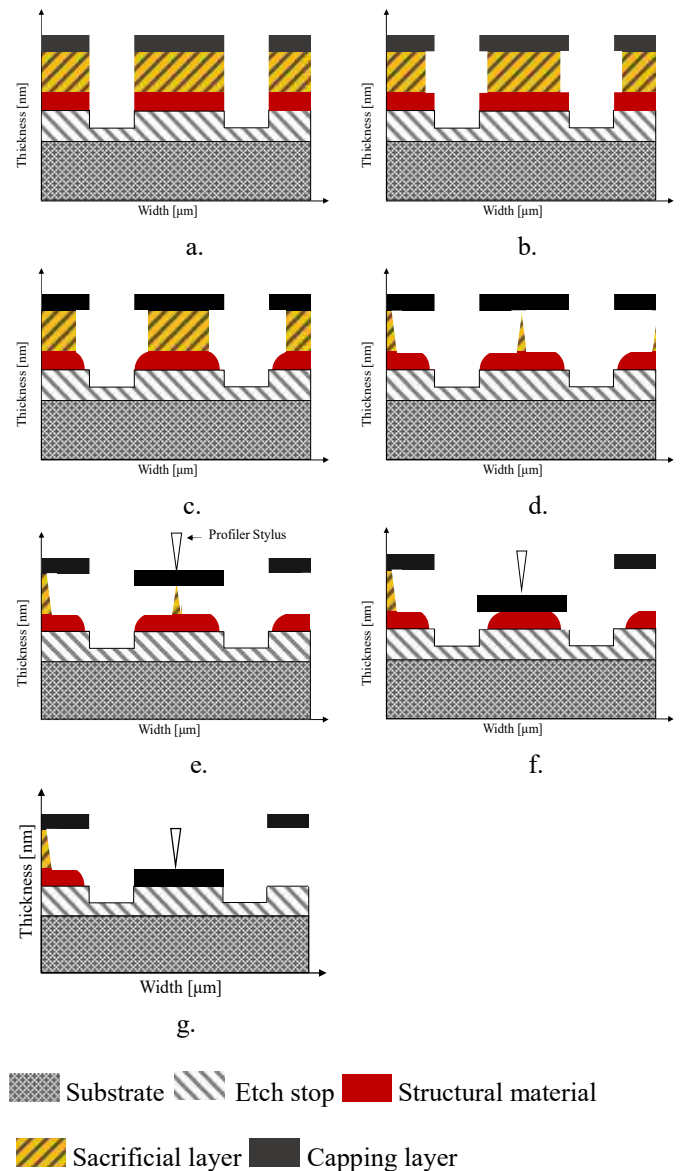 Thickness [nm]
Width [μm]
a.
Thickness [nm]
Width [μm]
b.
Thickness [nm]
Width [μm]
c.
Thickness [nm]
Width [μm]
d.
Profiler Stylus
Thickness [nm]
Width [μm]
e.
Thickness [nm]
Width [μm]
f.
Thickness [nm]
Width [μm]
g.
Substrate Etch stop Structural material
Sacrificial layer Capping layer